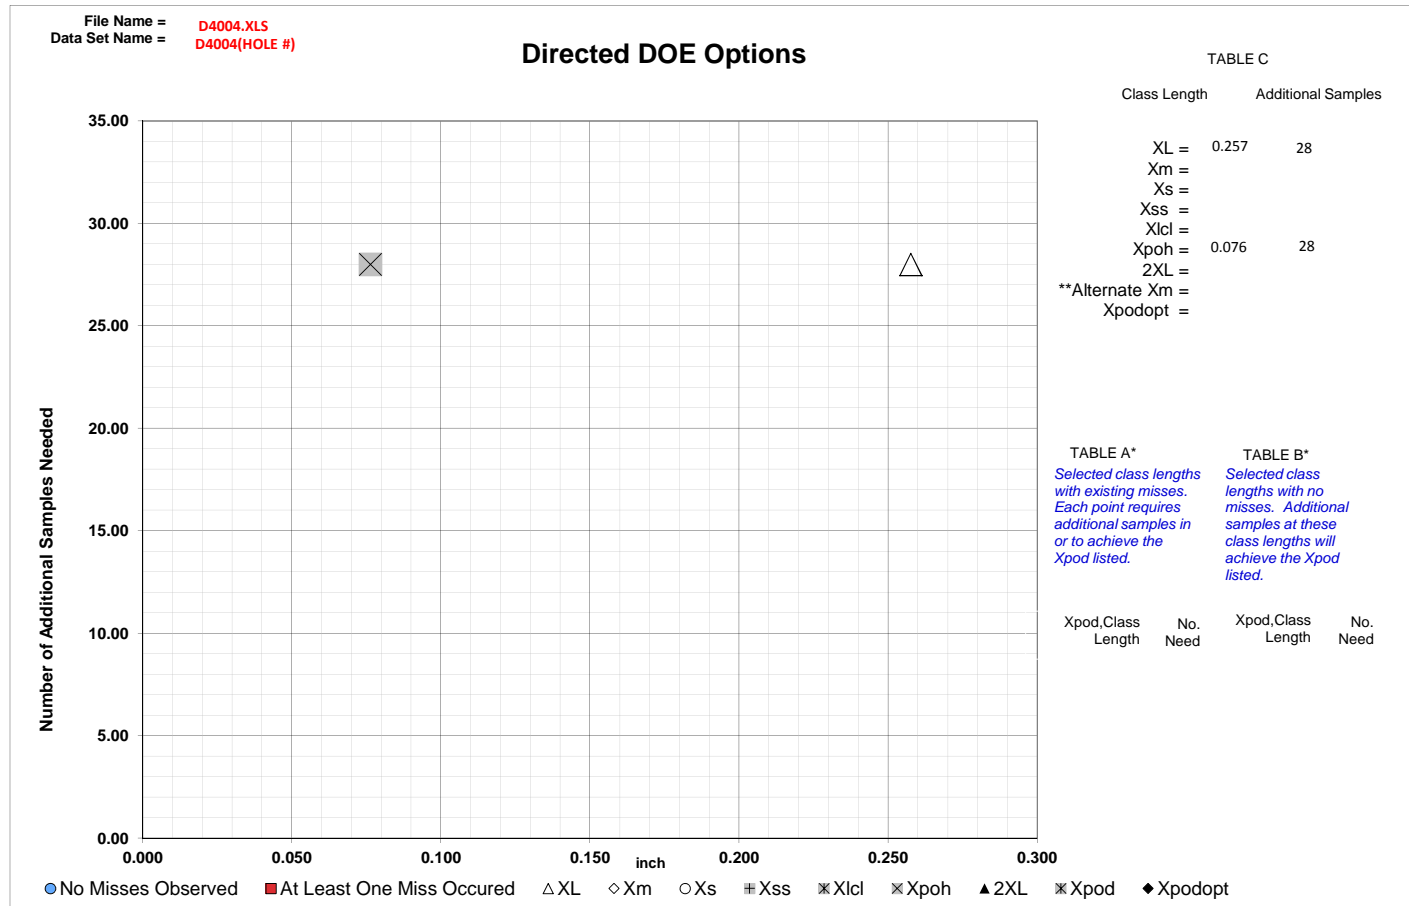 File Name = D4004.XLS
Data Set Name = D4004(HOLE #)
Directed DOE Options
TABLE C
Class Length Additional Samples
XL = 0.257 28
Xm =
Xs =
Xss =
Xlcl =
Xpoh = 0.076 28
2XL =
**Alternate Xm =
Xpodopt =
TABLE A*
Selected class lengths
with existing misses.
Each point requires
additional samples in
or to achieve the
Xpod listed.
TABLE B*
Selected class
lengths with no
misses. Additional
samples at these
class lengths will
achieve the Xpod
listed.
Xpod,Class
Length
No.
Need
Xpod,Class
Length
No.
Need
Number of Additional Samples Needed
35.00
30.00
25.00
20.00
15.00
10.00
5.00
0.00
0.000 0.050 0.100 0.150 0.200 0.250 0.300
inch
No Misses Observed At Least One Miss Occured XL Xm Xs Xss Xlcl Xpoh 2XL Xpod Xpodopt